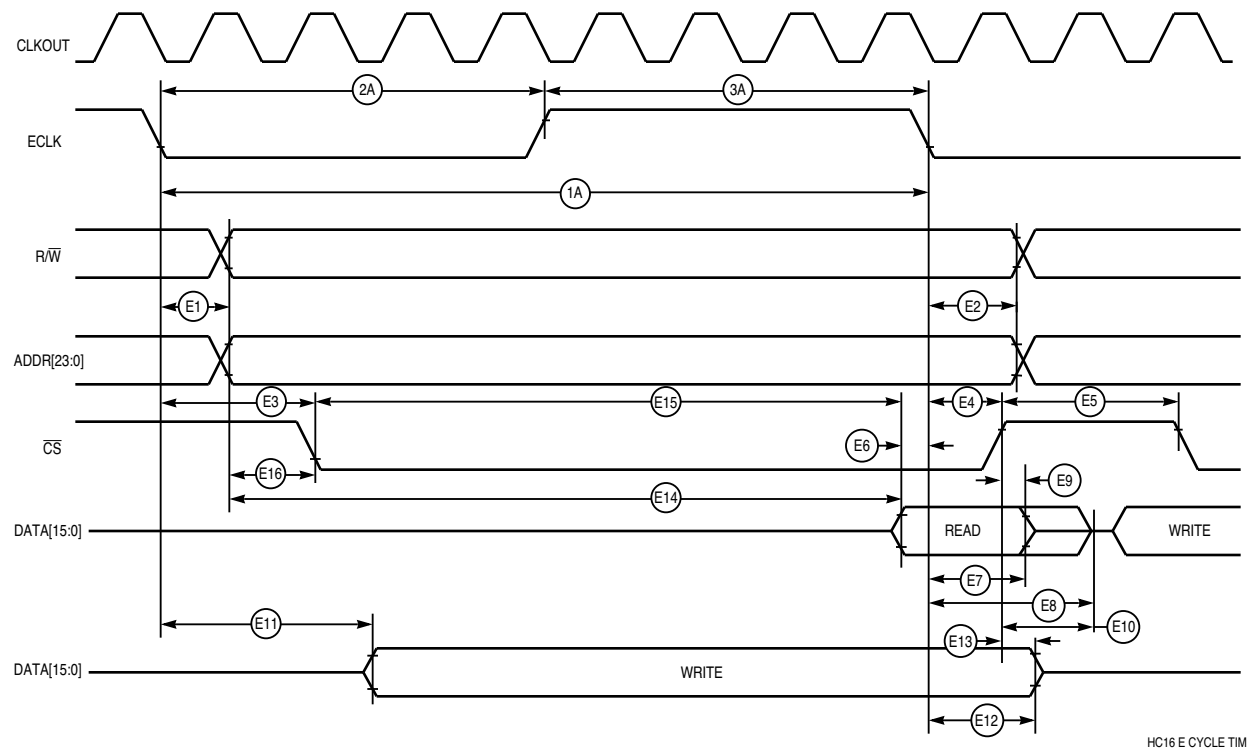 CLKOUT
2A
3A
ECLK
1A
R/W̅
E1
E2
ADDR[23:0]
E3
E15
E4
E5
C̅S̅
E6
E16
E9
E14
DATA[15:0]
READ
WRITE
E7
E8
E11
E13
E10
DATA[15:0]
WRITE
E12
HC16 E CYCLE TIM